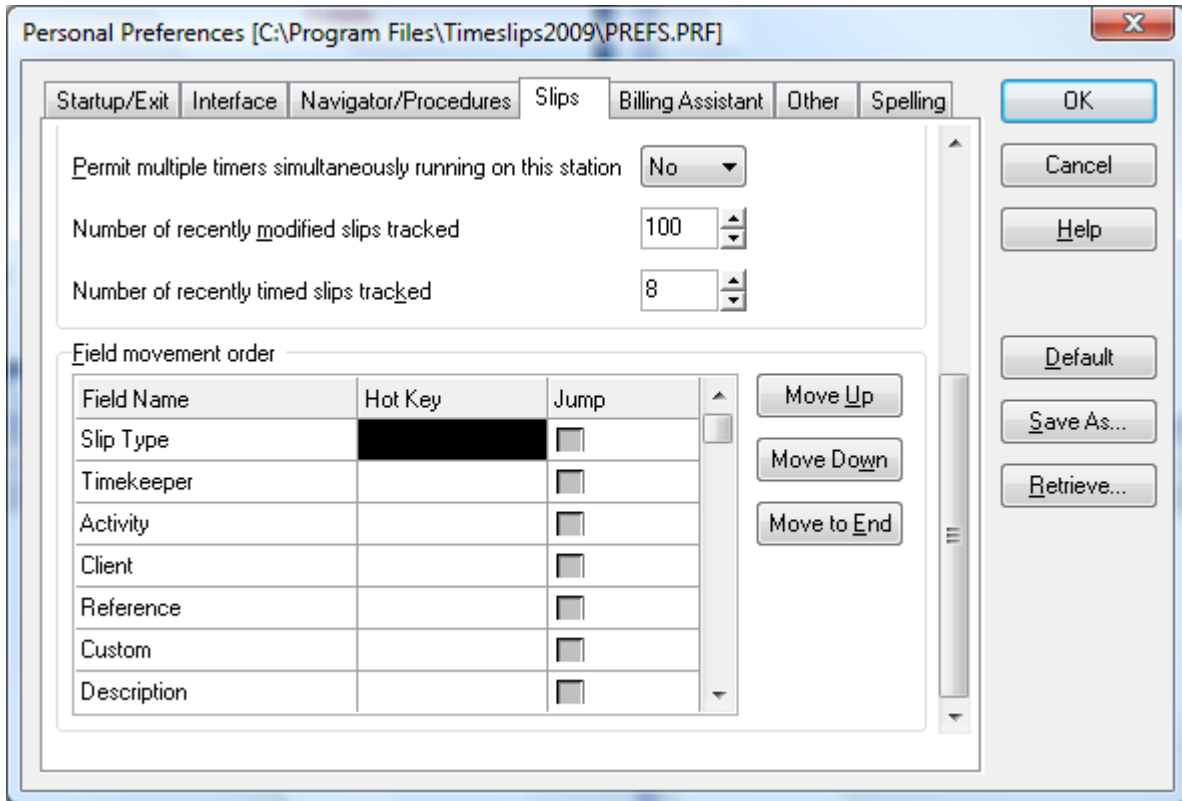 Personal Preferences [C:\Program Files\Timeslips2009\PREFS.PRF]
Startup/Exit Interface Navigator/Procedures Slips Billing Assistant Other Spelling
OK
Permit multiple timers simultaneously running on this station No
Cancel
Number of recently modified slips tracked 100
Help
Number of recently timed slips tracked 8
Field movement order
Default
Field Name Hot Key Jump
Move Up
Save As...
Slip Type
Move Down
Timekeeper
Retrieve...
Activity
Move to End
Client
Reference
Custom
Description